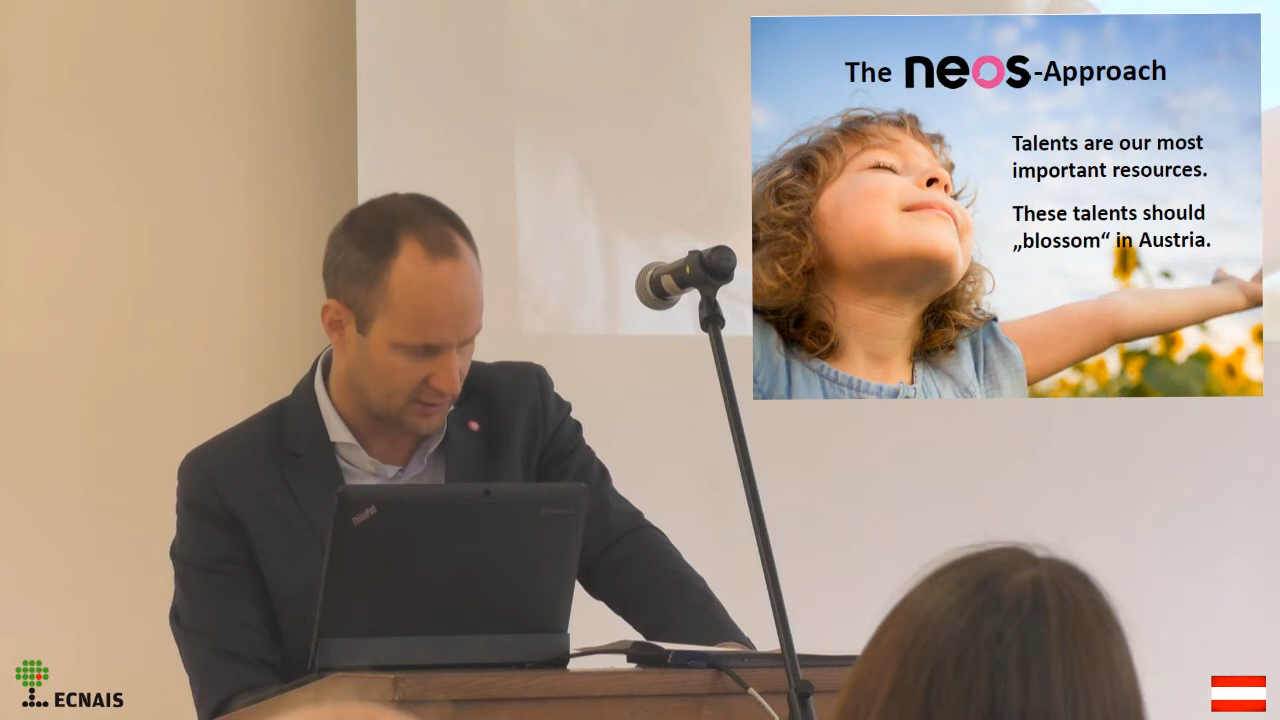 The neos-Approach
Talents are our most
important resources.
These talents should
„blossom“ in Austria.
ThinkPad
ECNAIS